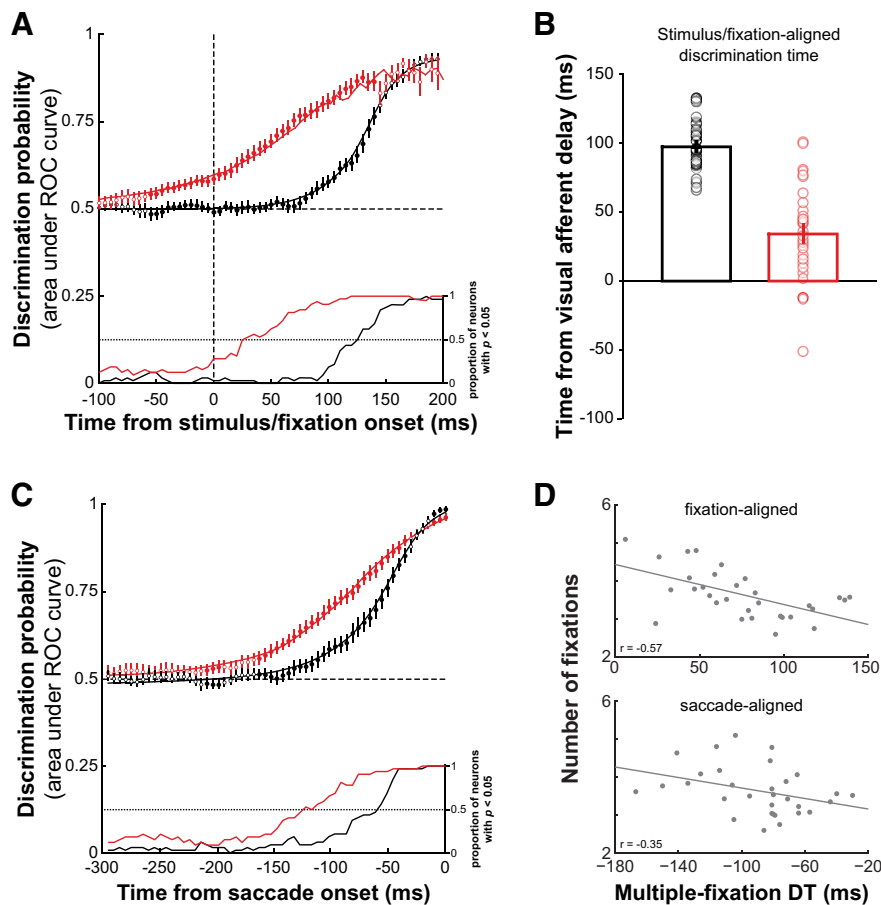 A
Discrimination probability
(area under ROC curve)
1
0.75
0.5
0.25
0
1
0.5
0
proportion of neurons
with p < 0.05
-100
-50
0
50
100
150
200
Time from stimulus/fixation onset (ms)
B
Stimulus/fixation-aligned
discrimination time
Time from visual afferent delay (ms)
150
100
50
0
-50
-100
C
Discrimination probability
(area under ROC curve)
1
0.75
0.5
0.25
0
1
0.5
0
proportion of neurons
with p < 0.05
-300
-250
-200
-150
-100
-50
0
Time from saccade onset (ms)
D
Number of fixations
fixation-aligned
6
2
r = -0.57
0
50
100
150
saccade-aligned
6
2
r = -0.35
−180
−140
−100
−60
−20
Multiple-fixation DT (ms)